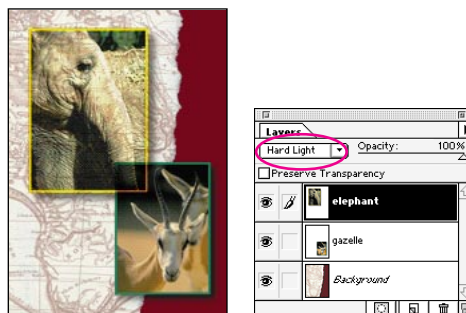 Layers
Hard Light
Opacity: 100%
Preserve Transparency
elephant
gazelle
Background